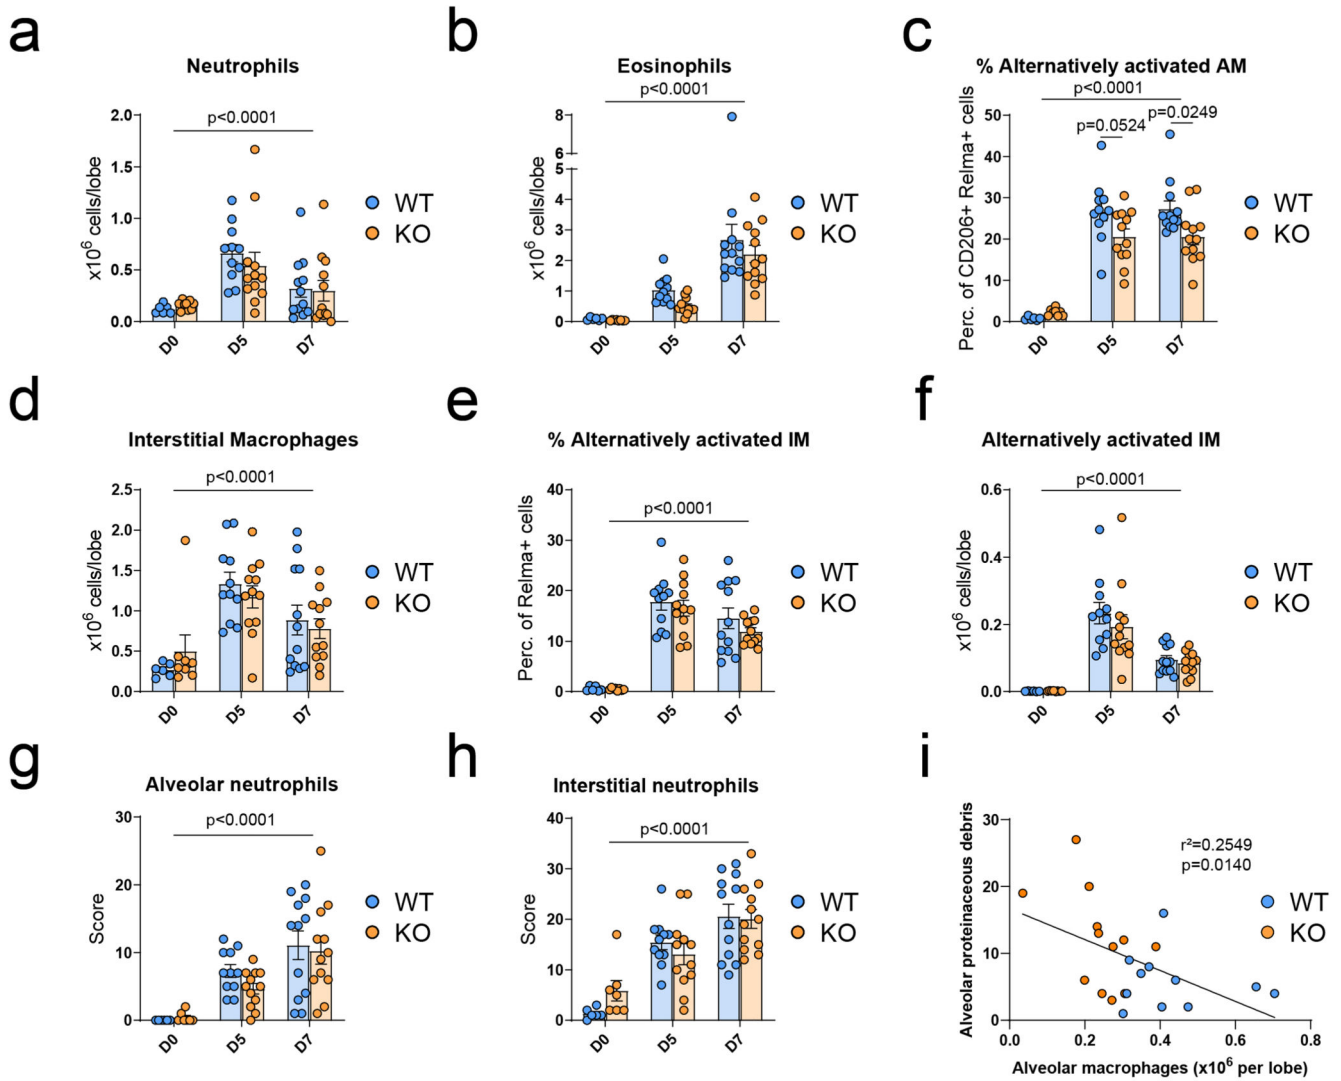 a
Neutrophils
p<0.0001
x10⁶ cells/lobe
2.0
1.5
1.0
0.5
0.0
D0
D5
D7
WT
KO
b
Eosinophils
p<0.0001
x10⁶ cells/lobe
8
6
5
4
3
2
1
0
D0
D5
D7
WT
KO
c
% Alternatively activated AM
p<0.0001
p=0.0524
p=0.0249
Perc. of CD206+ Relma+ cells
50
40
30
20
10
0
D0
D5
D7
WT
KO
d
Interstitial Macrophages
p<0.0001
x10⁶ cells/lobe
2.5
2.0
1.5
1.0
0.5
0.0
D0
D5
D7
WT
KO
e
% Alternatively activated IM
p<0.0001
Perc. of Relma+ cells
40
30
20
10
0
D0
D5
D7
WT
KO
f
Alternatively activated IM
p<0.0001
x10⁶ cells/lobe
0.6
0.4
0.2
0.0
D0
D5
D7
WT
KO
g
Alveolar neutrophils
p<0.0001
Score
30
20
10
0
D0
D5
D7
WT
KO
h
Interstitial neutrophils
p<0.0001
Score
40
30
20
10
0
D0
D5
D7
WT
KO
i
Alveolar proteinaceous debris
30
20
10
0
r²=0.2549
p=0.0140
WT
KO
0.0
0.2
0.4
0.6
0.8
Alveolar macrophages (x10⁶ per lobe)